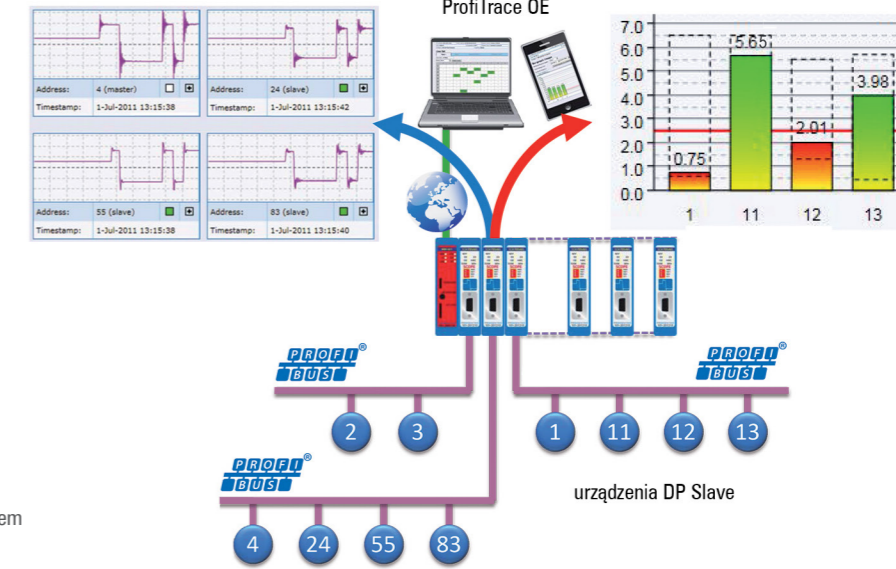 ProfiTrace OE
Address: 4 (master)
Timestamp: 1-Jul-2011 13:15:38
Address: 24 (slave)
Timestamp: 1-Jul-2011 13:15:42
Address: 55 (slave)
Timestamp: 1-Jul-2011 13:15:38
Address: 83 (slave)
Timestamp: 1-Jul-2011 13:15:40
7.0
6.0
5.0
4.0
3.0
2.0
1.0
0.0
0.75
5.65
2.01
3.98
1 11 12 13
PROFI BUS®
2 3
PROFI BUS®
1 11 12 13
PROFI BUS®
4 24 55 83
urządzenia DP Slave
em